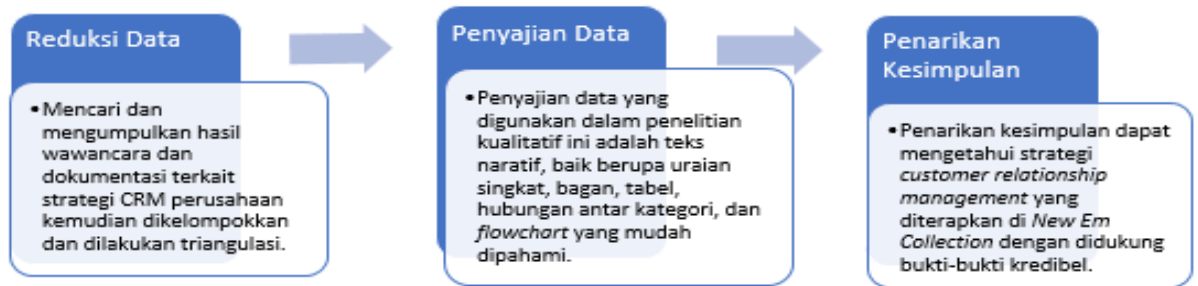 Reduksi Data
•Mencari dan
mengumpulkan hasil
wawancara dan
dokumentasi terkait
strategi CRM perusahaan
kemudian dikelompokkan
dan dilakukan triangulasi.
Penyajian Data
•Penyajian data yang
digunakan dalam penelitian
kualitatif ini adalah teks
naratif, baik berupa uraian
singkat, bagan, tabel,
hubungan antar kategori, dan
flowchart yang mudah
dipahami.
Penarikan
Kesimpulan
•Penarikan kesimpulan dapat
mengetahui strategi
customer relationship
management yang
diterapkan di New Em
Collection dengan didukung
bukti-bukti kredibel.